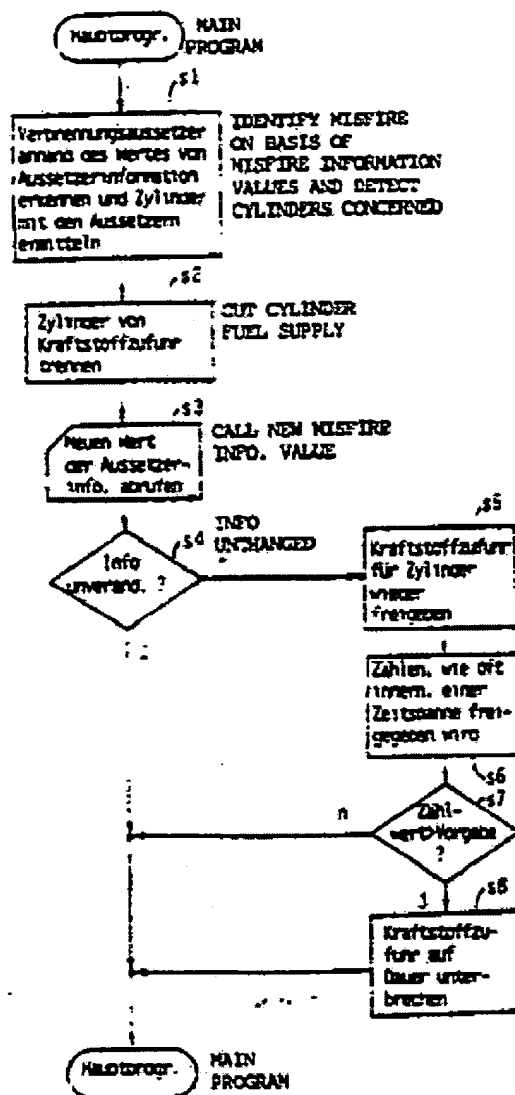 Hauptprogr.
MAIN
PROGRAM
s1
Verbrennungsaussetzer
anhand des Wertes von
Aussetzerinformation
erkennen und Zylinder
mit den Aussetzern
ermitteln
IDENTIFY MISFIRE
ON BASIS OF
MISFIRE INFORMATION
VALUES AND DETECT
CYLINDERS CONCERNED
s2
Zylinder von
Kraftstoffzufuhr
trennen
CUT CYLINDER
FUEL SUPPLY
s3
Neuen Wert
der Aussetzer-
info. abrufen
CALL NEW MISFIRE
INFO. VALUE
s4
Info
unveränd. ?
INFO
UNCHANGED
s5
Kraftstoffzufuhr
für Zylinder
wieder
freigeben
Zählen, wie oft
innerh. einer
Zeitspanne frei-
gegeben wird
s6
s7
Zähl-
wert>Vorgabe
?
n
j
s8
Kraftstoffzu-
fuhr auf
Dauer unter-
brechen
Hauptprogr.
MAIN
PROGRAM